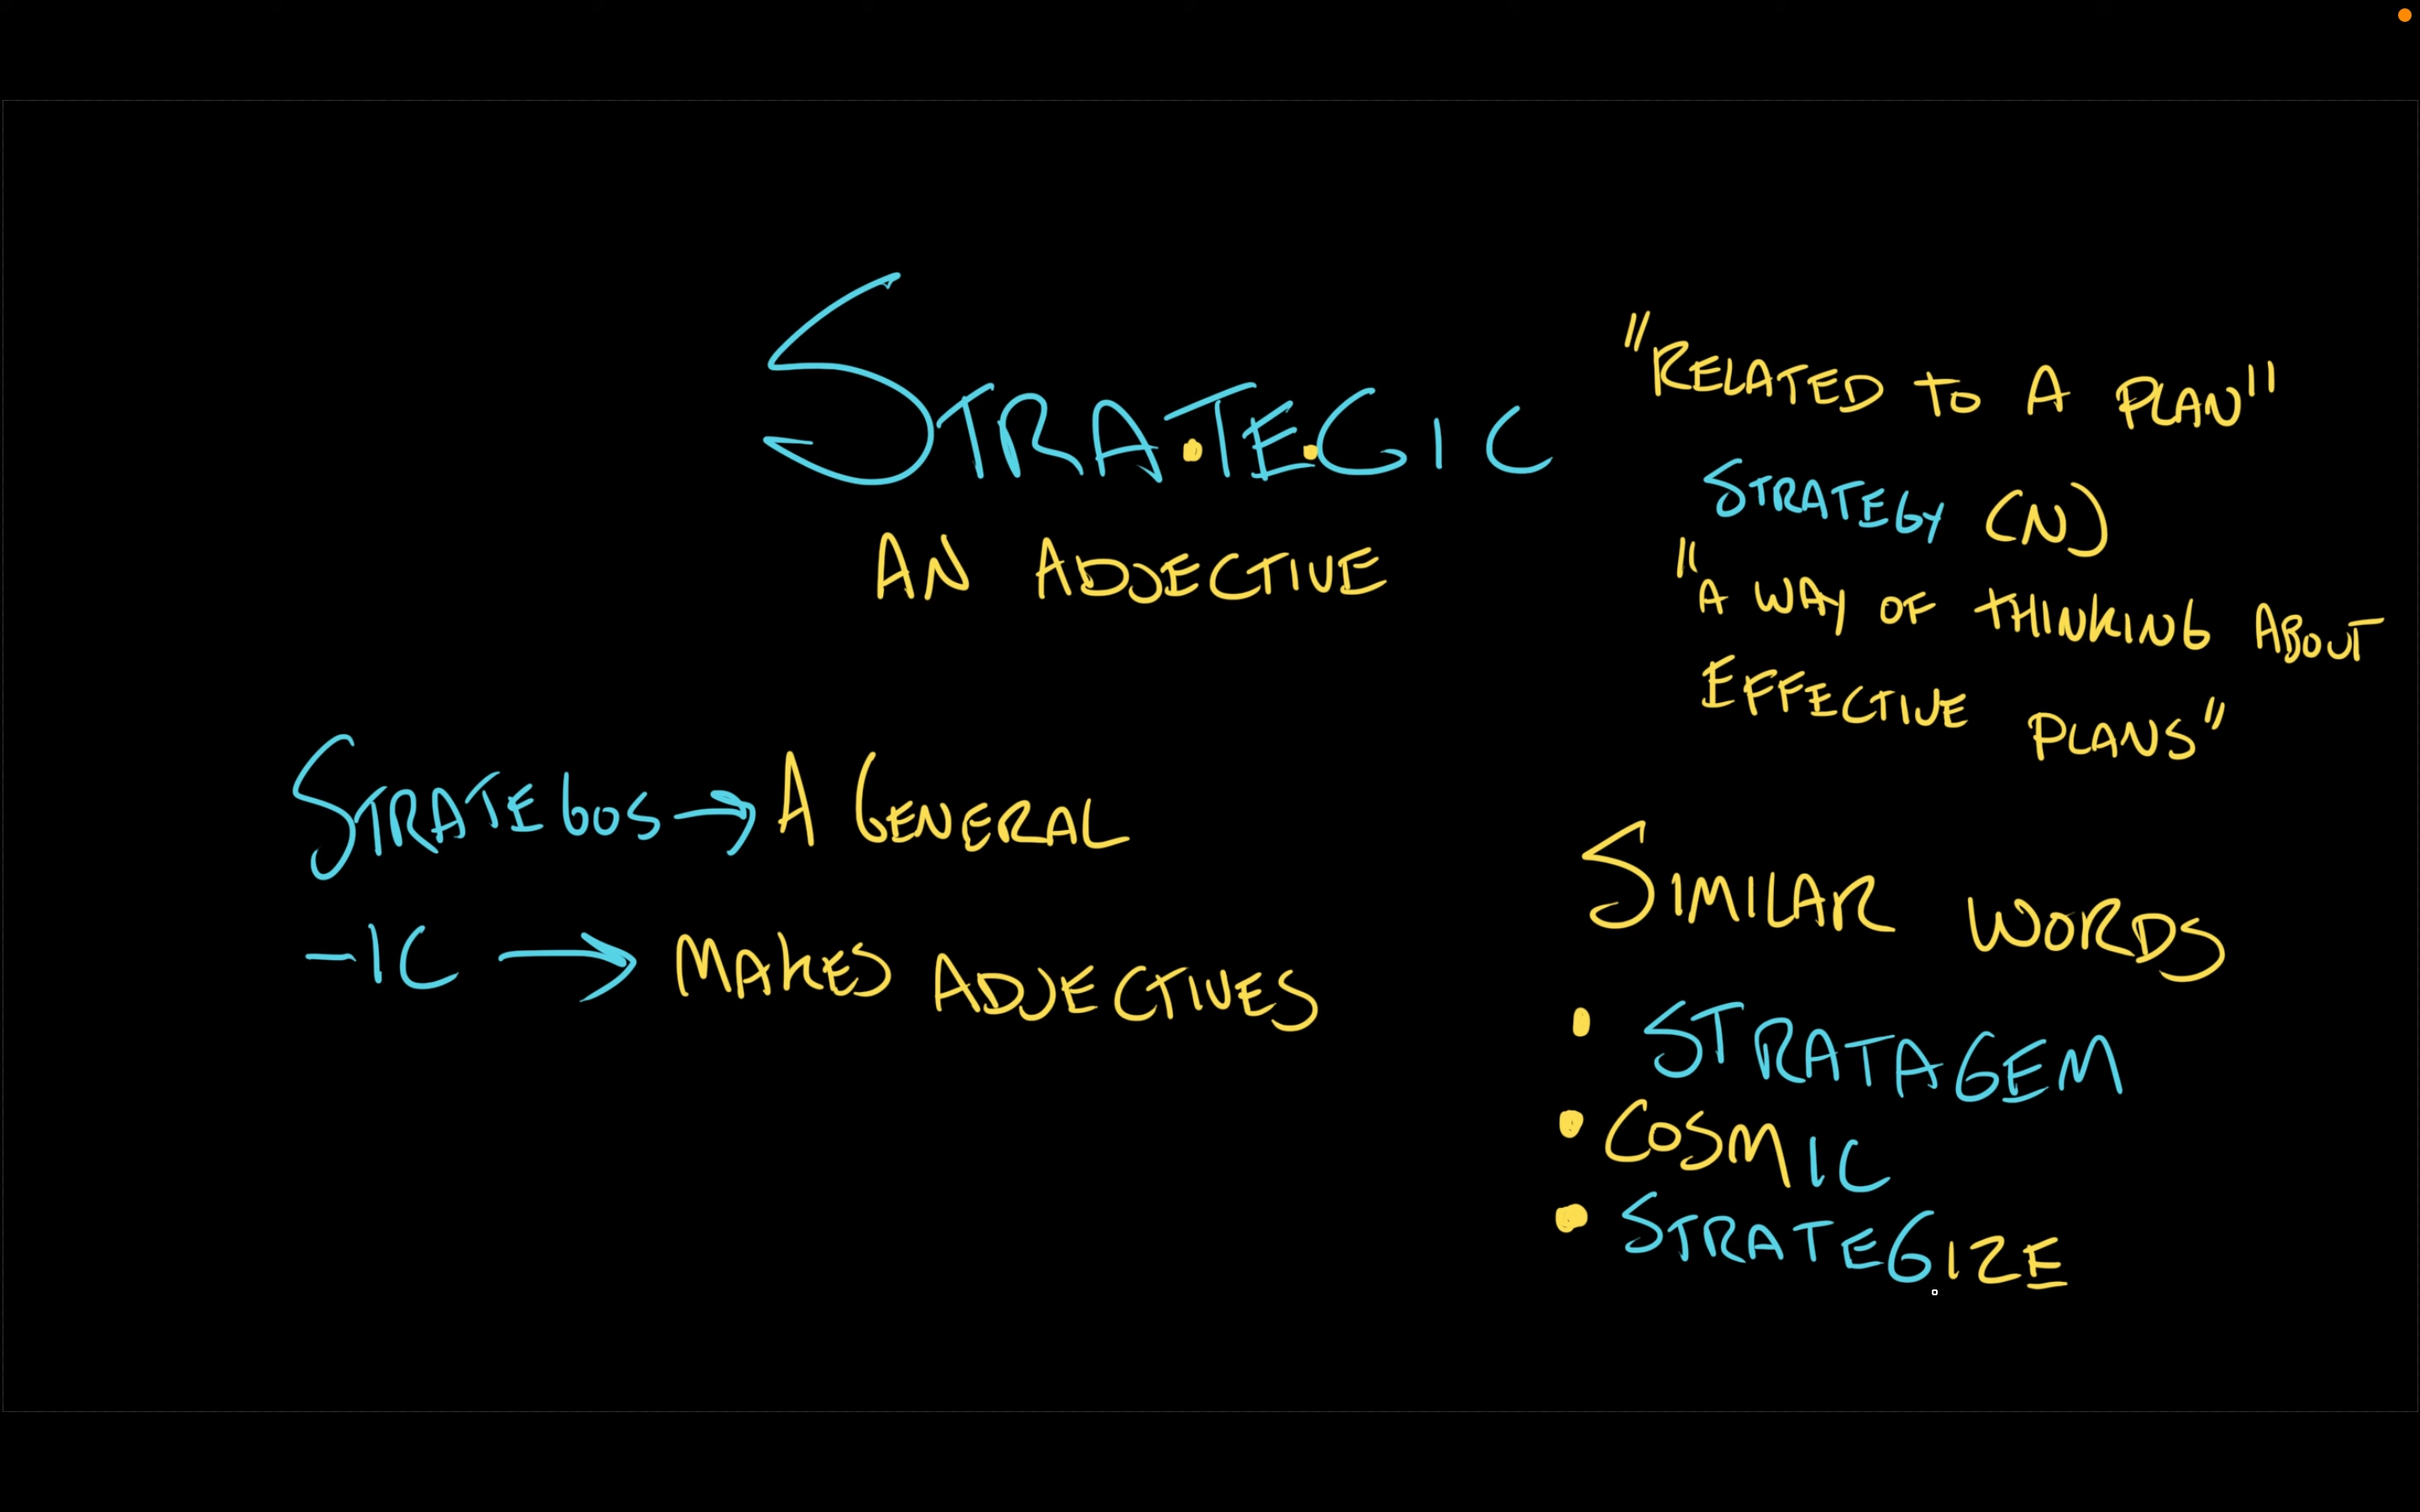 STRA·TE·GIC
AN ADJECTIVE
"RELATED TO A PLAN"
STRATEGY (N)
"A WAY OF THINKING ABOUT
EFFECTIVE PLANS"
STRATEGOS → A GENERAL
-IC → MAKES ADJECTIVES
SIMILAR WORDS
• STRATAGEM
• COSMIC
• STRATEGIZE